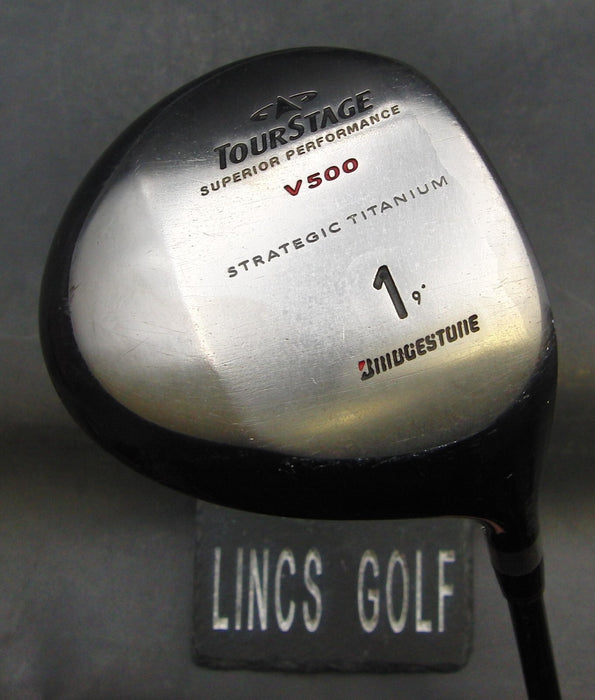 TOURSTAGE
SUPERIOR PERFORMANCE
V500
STRATEGIC TITANIUM
1 9°
BRIDGESTONE
LINCS GOLF